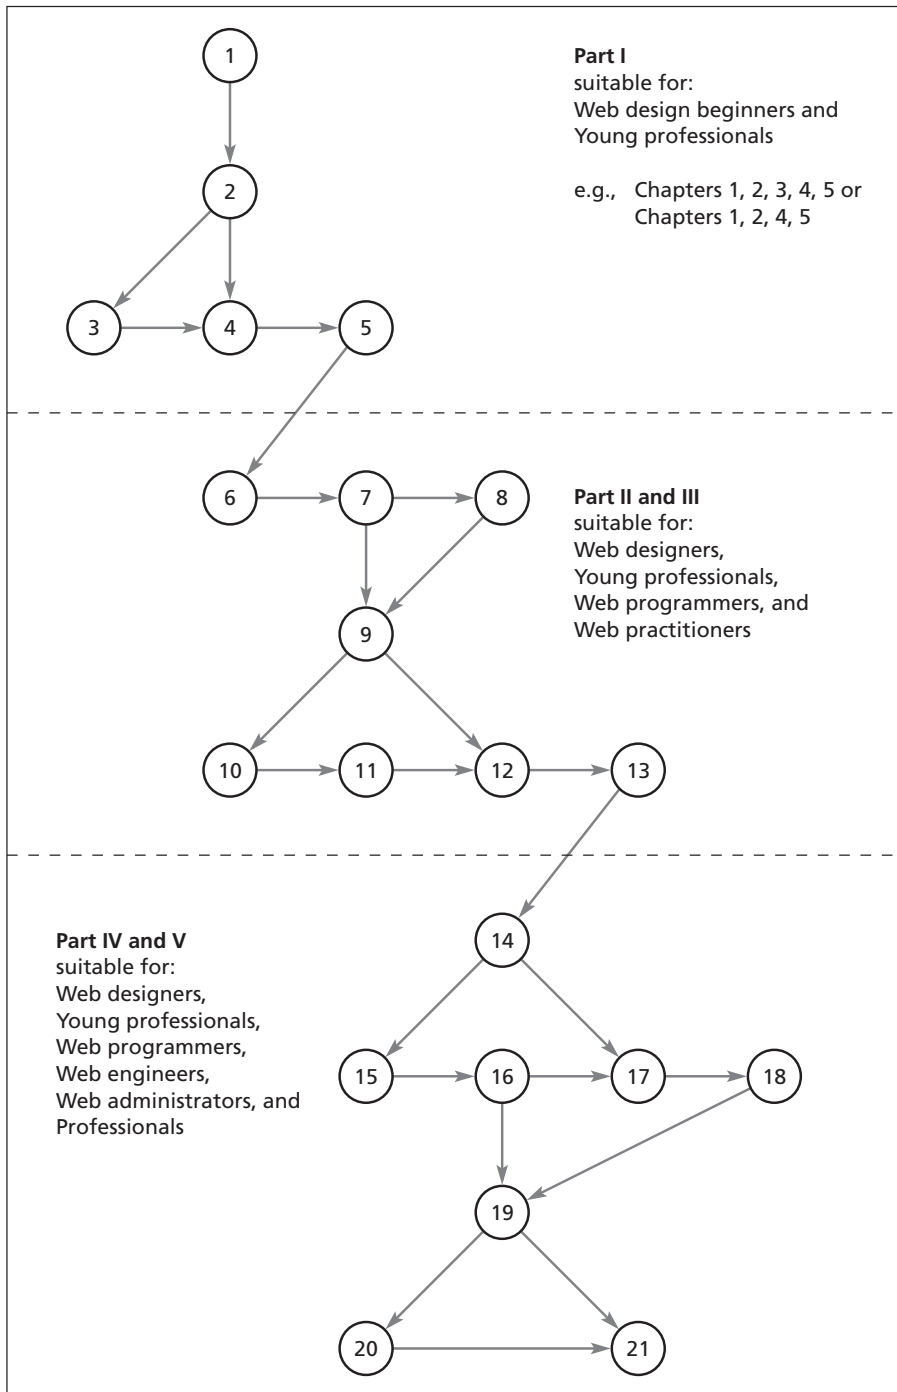 1
Part I
suitable for:
Web design beginners and
Young professionals
e.g., Chapters 1, 2, 3, 4, 5 or
Chapters 1, 2, 4, 5
2
3 4 5
6 7 8
Part II and III
suitable for:
Web designers,
Young professionals,
Web programmers, and
Web practitioners
9
10 11 12 13
14
Part IV and V
suitable for:
Web designers,
Young professionals,
Web programmers,
Web engineers,
Web administrators, and
Professionals
15 16 17 18
19
20 21